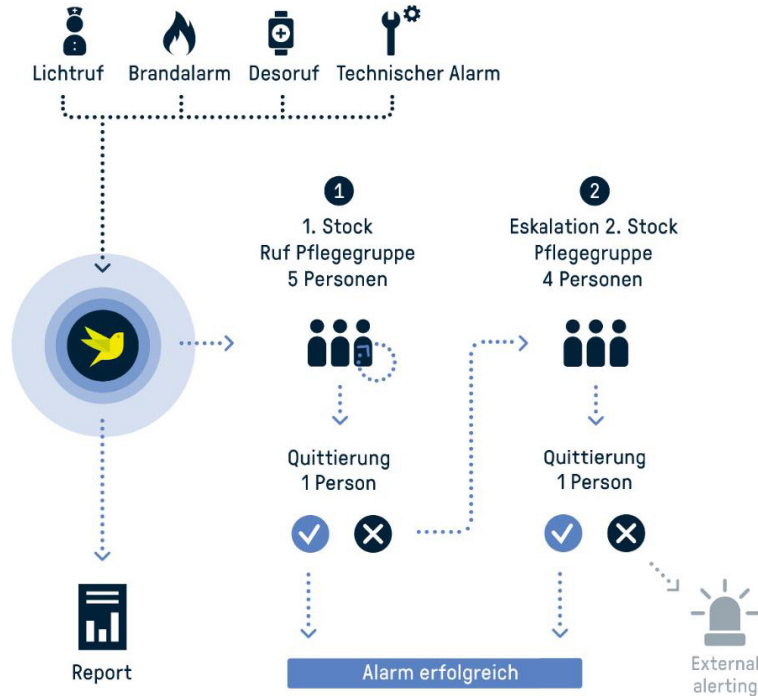 Lichtruf
Brandalarm
Desoruf
Technischer Alarm
1
1. Stock
Ruf Pflegegruppe
5 Personen
2
Eskalation 2. Stock
Pflegegruppe
4 Personen
Quittierung
1 Person
Quittierung
1 Person
Report
Alarm erfolgreich
External
alerting